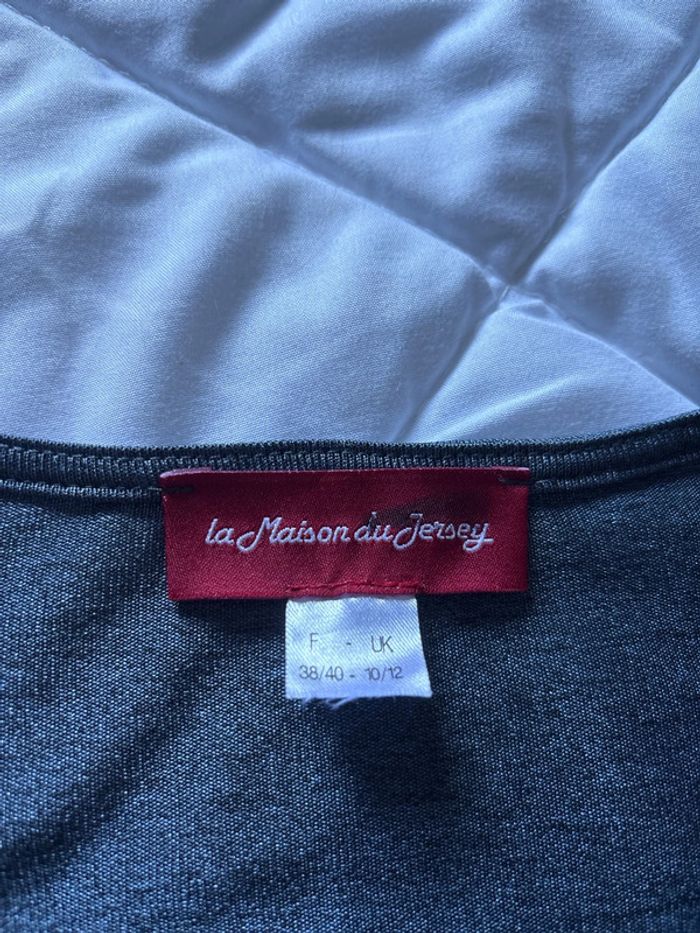 la Maison du Jersey
F - UK
38/40 - 10/12